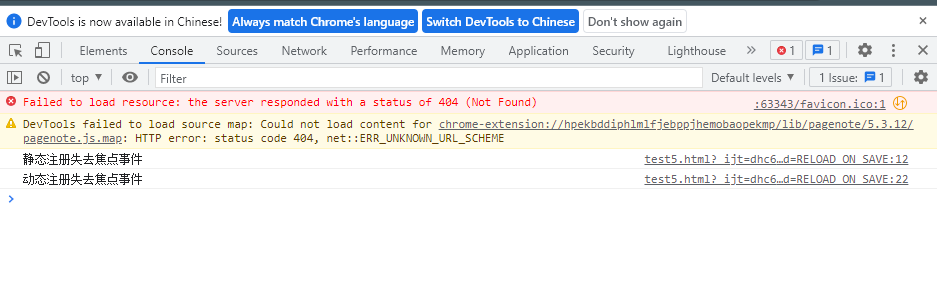 DevTools is now available in Chinese! Always match Chrome's language Switch DevTools to Chinese Don't show again
Elements Console Sources Network Performance Memory Application Security Lighthouse » 1 1
top ▼ Filter Default levels ▼ 1 Issue: 1
Failed to load resource: the server responded with a status of 404 (Not Found) :63343/favicon.ico:1
DevTools failed to load source map: Could not load content for chrome-extension://hpekbddiphlmlfjebppjhemobaopekmp/lib/pagenote/5.3.12/
pagenote.js.map: HTTP error: status code 404, net::ERR_UNKNOWN_URL_SCHEME
静态注册失去焦点事件 test5.html?_ijt=dhc6…d=RELOAD_ON_SAVE:12
动态注册失去焦点事件 test5.html?_ijt=dhc6…d=RELOAD_ON_SAVE:22